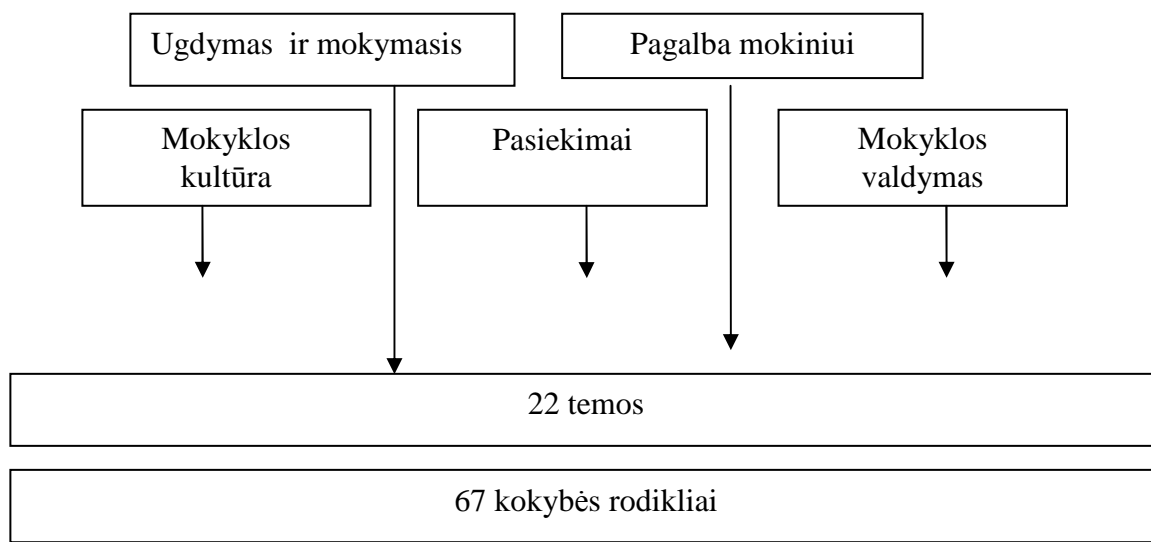 Ugdymas ir mokymasis
Pagalba mokiniui
Mokyklos
kultūra
Pasiekimai
Mokyklos
valdymas
22 temos
67 kokybės rodikliai